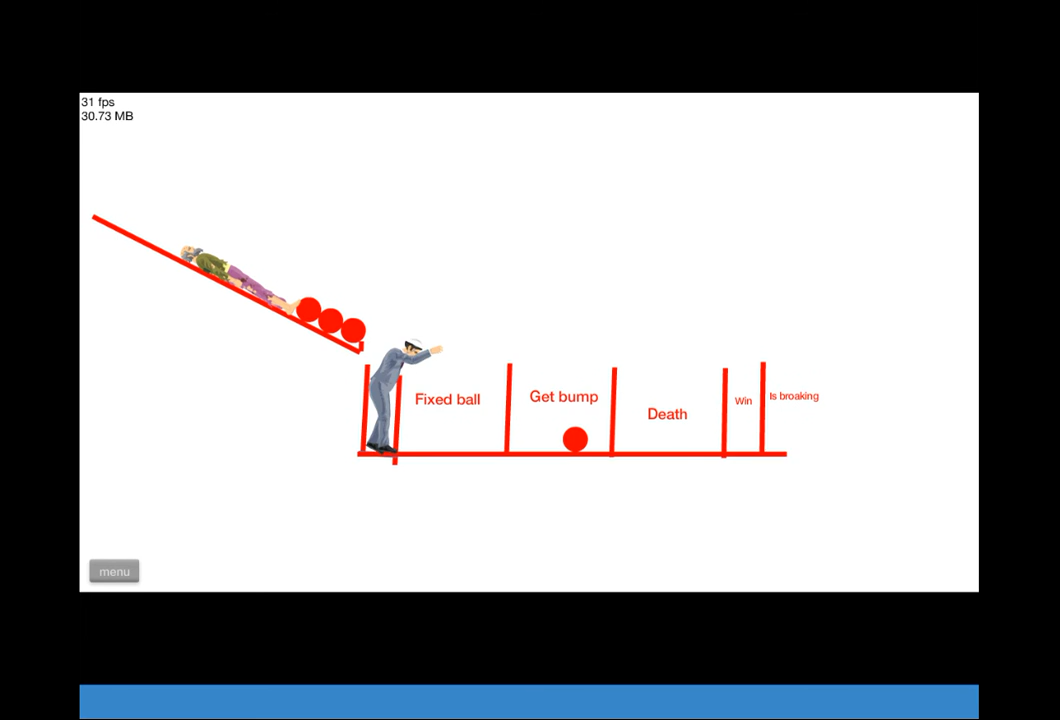 31 fps
30.73 MB
Fixed ball
Get bump
Death
Win
Is broaking
menu